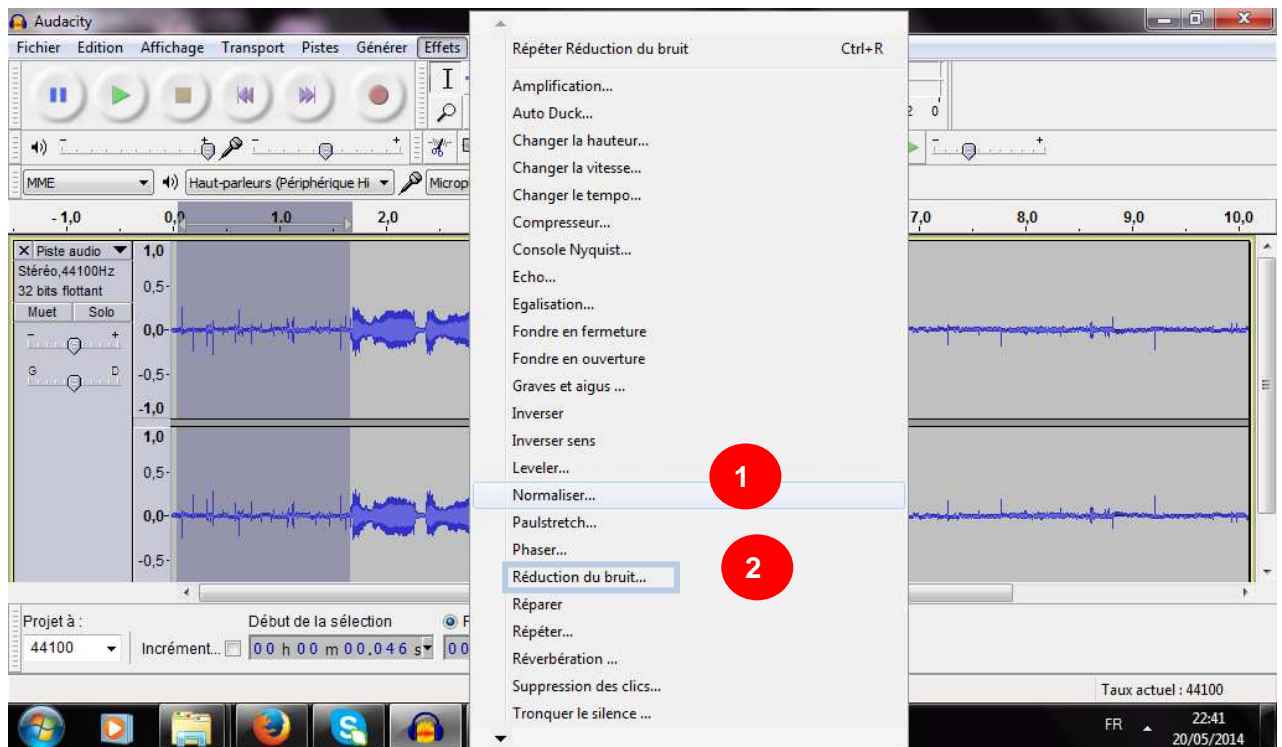 Audacity
Fichier Edition Affichage Transport Pistes Générer Effets
Répéter Réduction du bruit Ctrl+R
Amplification...
Auto Duck...
Changer la hauteur...
Changer la vitesse...
Changer le tempo...
Compresseur...
Console Nyquist...
Echo...
Egalisation...
Fondre en fermeture
Fondre en ouverture
Graves et aigus ...
Inverser
Inverser sens
Leveler...
1
Normaliser...
Paulstretch...
Phaser...
2
Réduction du bruit...
Réparer
Répéter...
Réverbération ...
Suppression des clics...
Tronquer le silence ...
0
MME Haut-parleurs (Périphérique Hi Microp
- 1,0 0,0 1,0 2,0 7,0 8,0 9,0 10,0
Piste audio
Stéréo,44100Hz
32 bits flottant
Muet Solo
- +
G D
1,0
0,5-
0,0-
-0,5-
-1,0
1,0
0,5-
0,0-
-0,5-
Projet à : Début de la sélection
44100 Incrément... 00 h 00 m 00.046 s 00
Taux actuel : 44100
FR 22:41
20/05/2014